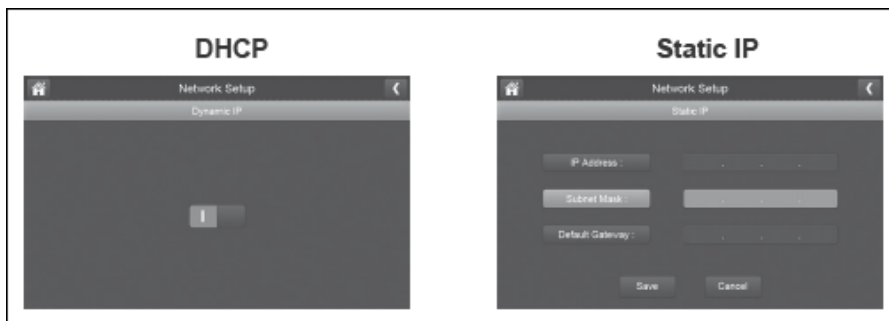 DHCP
Network Setup
Dynamic IP
Static IP
Network Setup
Static IP
IP Address :
. . .
Subnet Mask :
. . .
Default Gateway :
. . .
Save Cancel